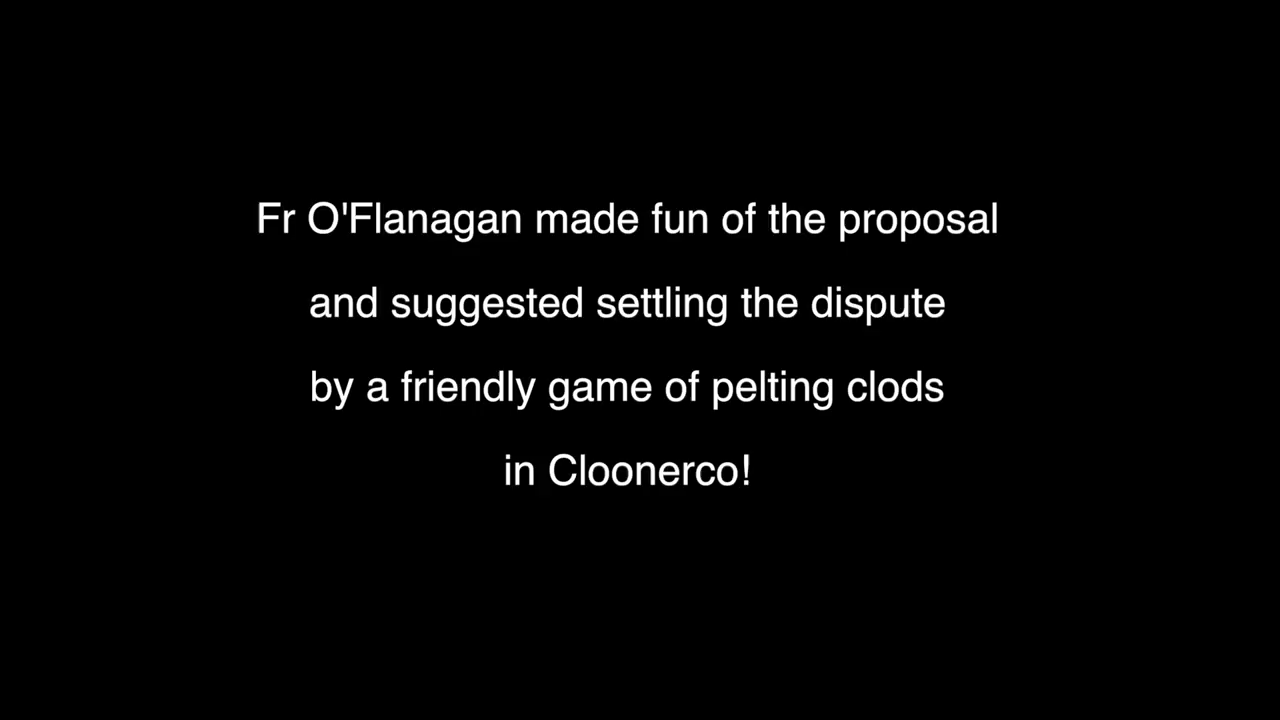 Fr O'Flanagan made fun of the proposal
and suggested settling the dispute
by a friendly game of pelting clods
in Cloonerco!